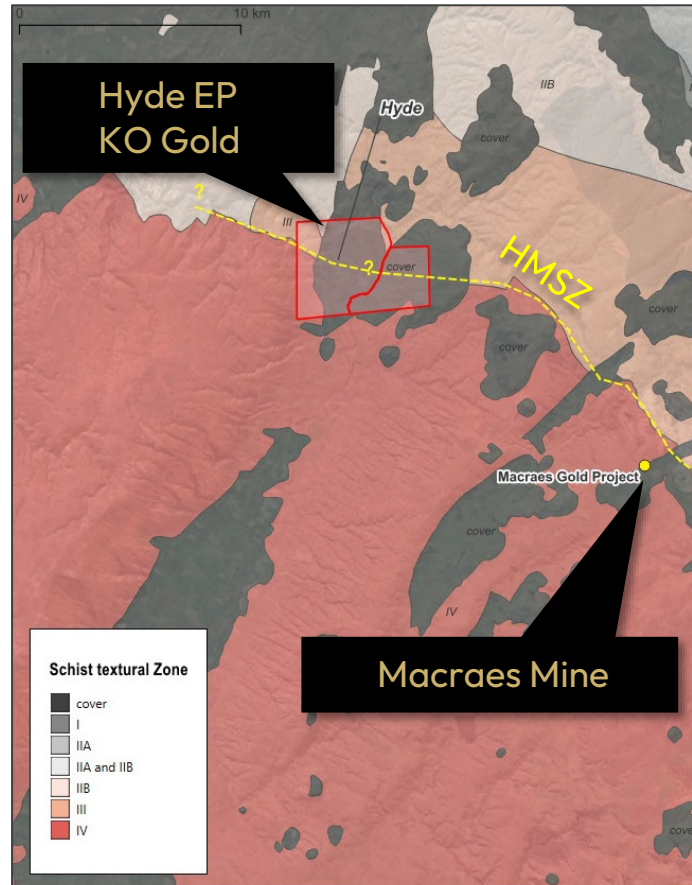 0
10 km
Hyde EP
KO Gold
Hyde
IIB
cover
?
IV
III
?
cover
HMSZ
cover
cover
Macraes Gold Project
cover
IV
Macraes Mine
Schist textural Zone
cover
I
IIA
IIA and IIB
IIB
III
IV